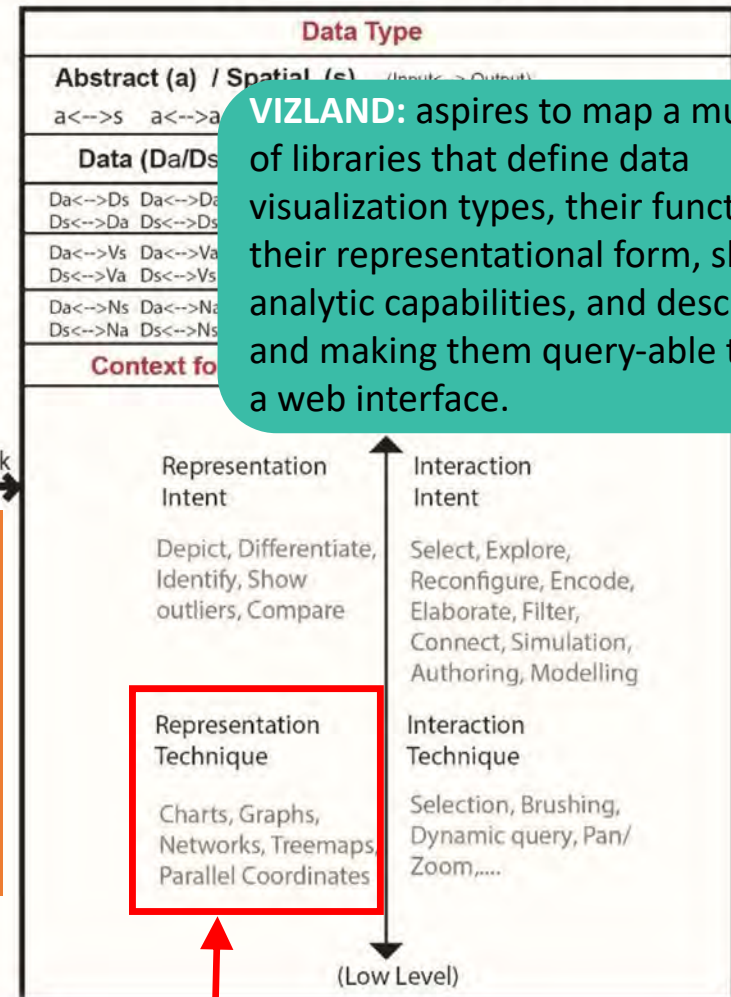 Data Type
Abstract (a) / Spatial (s) (Input<-> Output)
a<-->s a<-->a
VIZLAND: aspires to map a mu
of libraries that define data
visualization types, their funct
their representational form, s
analytic capabilities, and desc
and making them query-able t
a web interface.
Data (Da/Ds
Da<-->Ds Da<-->Da
Ds<-->Da Ds<-->Ds
Da<-->Vs Da<-->Va
Ds<-->Va Ds<-->Vs
Da<-->Ns Da<-->Na
Ds<-->Na Ds<-->Ns
Context fo
k
Representation
Intent
Depict, Differentiate,
Identify, Show
outliers, Compare
Interaction
Intent
Select, Explore,
Reconfigure, Encode,
Elaborate, Filter,
Connect, Simulation,
Authoring, Modelling
Representation
Technique
Charts, Graphs,
Networks, Treemaps,
Parallel Coordinates
Interaction
Technique
Selection, Brushing,
Dynamic query, Pan/
Zoom,....
(Low Level)